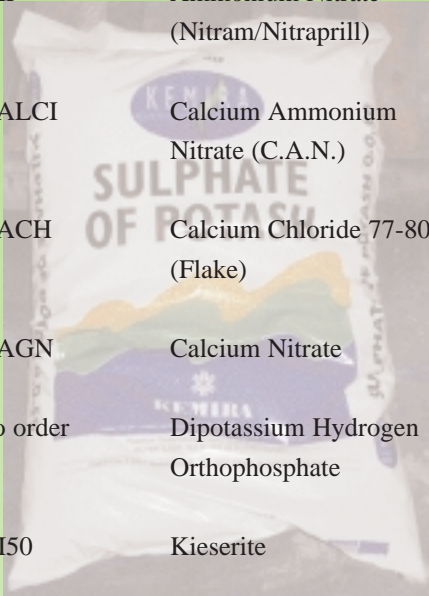 (Nitram/Nitraprill)
ALCI Calcium Ammonium
Nitrate (C.A.N.)
ACH Calcium Chloride 77-80
(Flake)
AGN Calcium Nitrate
o order Dipotassium Hydrogen
Orthophosphate
I50 Kieserite
KEMIRA
SULPHATE
OF POTASH
KEMIRA